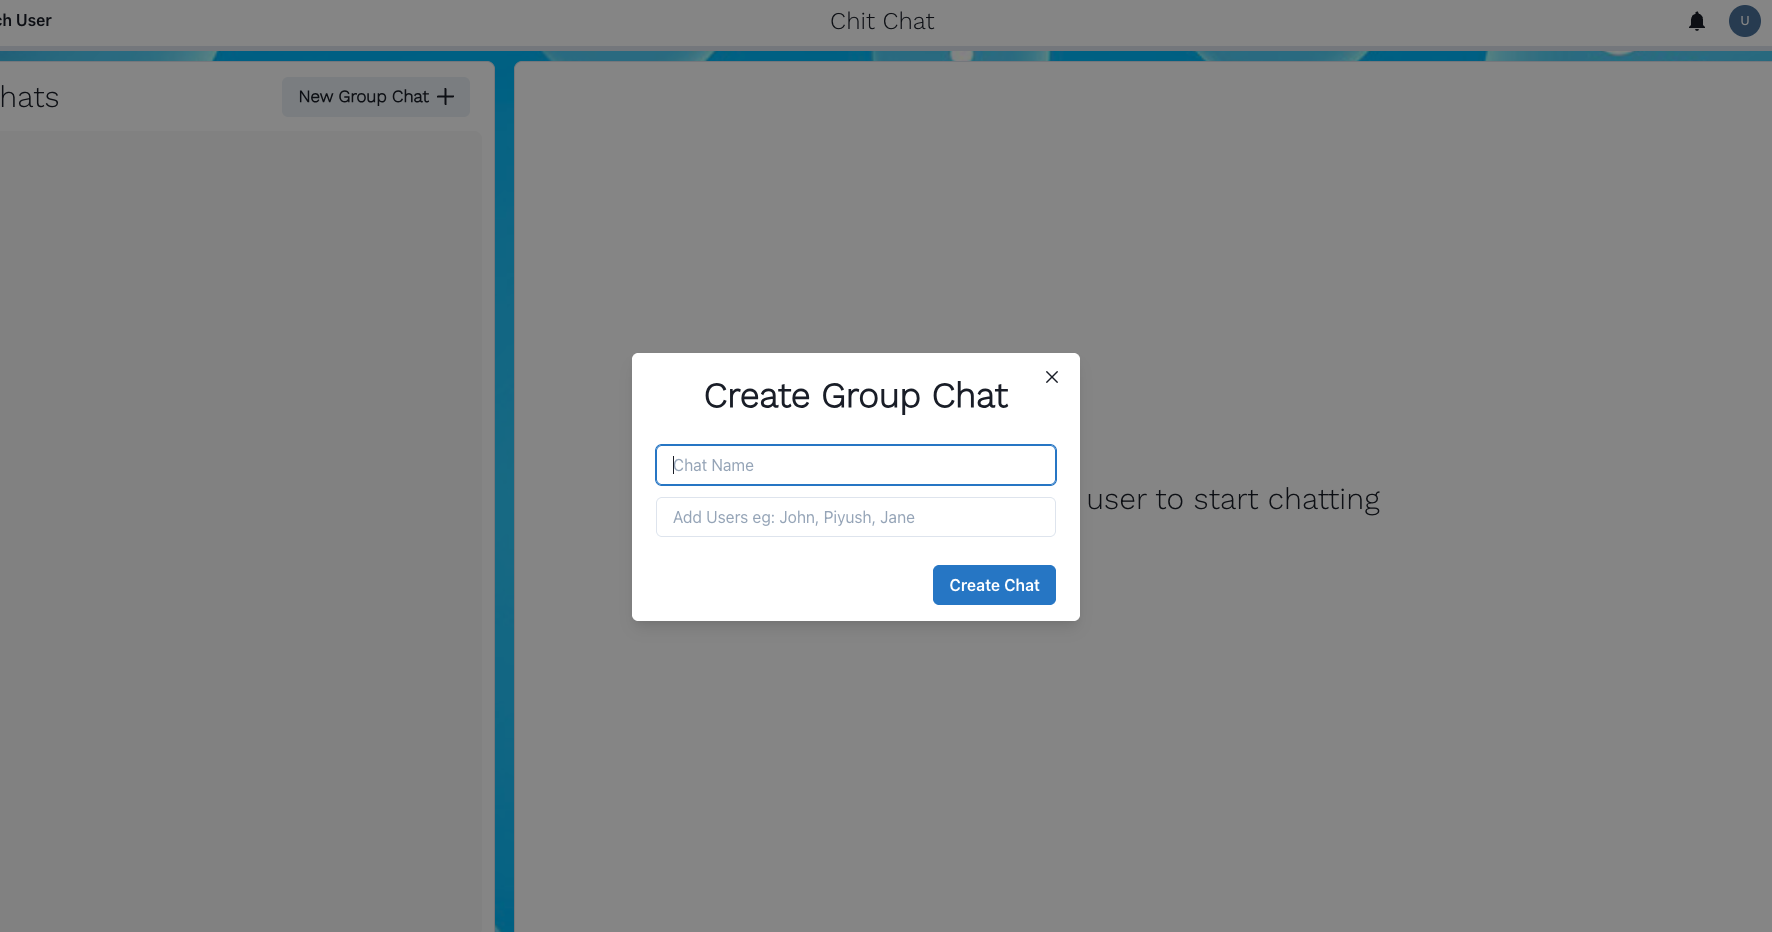 ch User
Chit Chat
U
hats
New Group Chat
Create Group Chat
Chat Name
Add Users eg: John, Piyush, Jane
user to start chatting
Create Chat